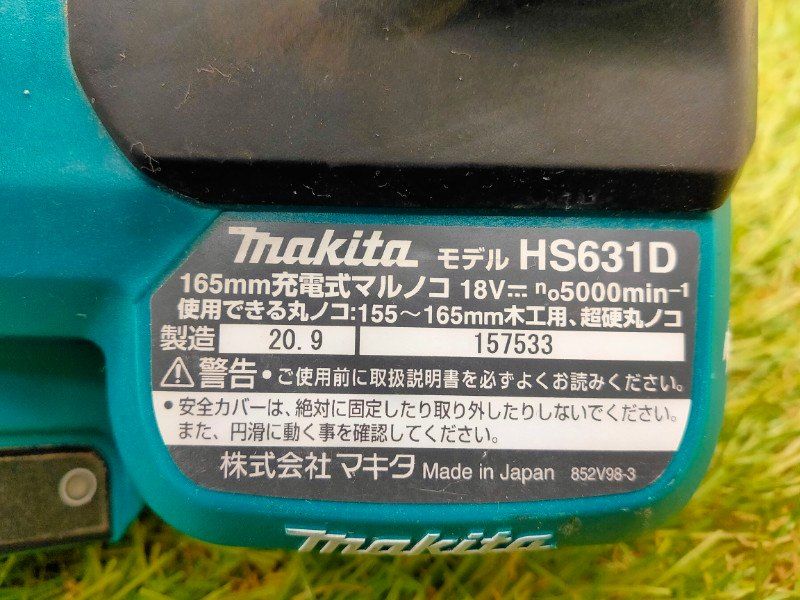 makita モデル HS631D
165mm充電式マルノコ 18V⎓ n₀5000min⁻¹
使用できる丸ノコ:155～165mm木工用、超硬丸ノコ
製造 20.9 157533
⚠警告 •ご使用前に取扱説明書を必ずよくお読みください。
•安全カバーは、絶対に固定したり取り外したりしないでください。
また、円滑に動く事を確認してください。
株式会社 マキタ Made in Japan 852V98-3
makita